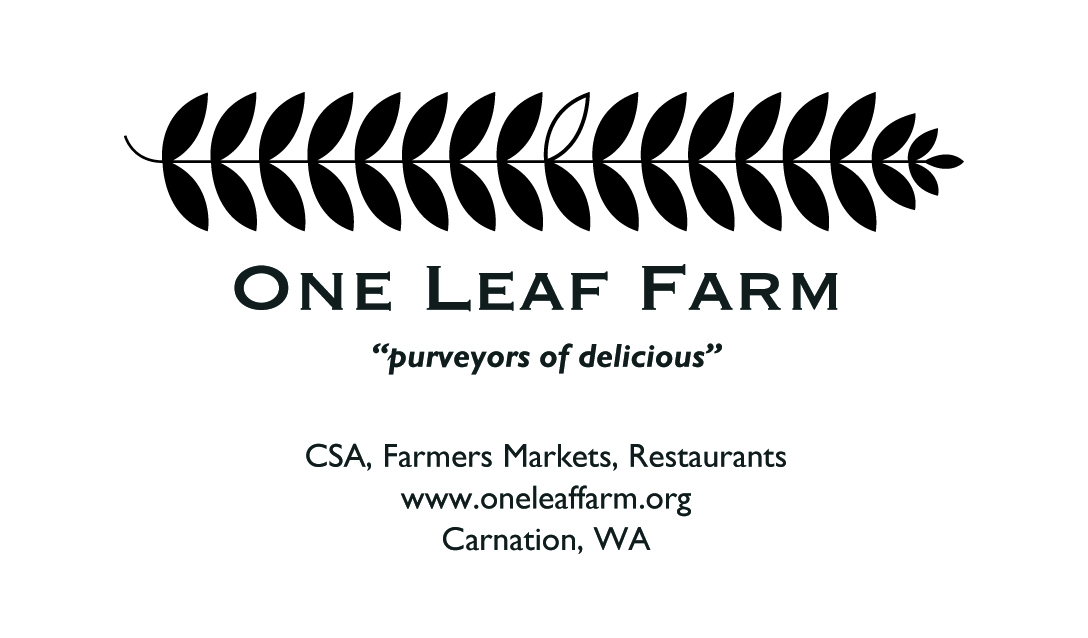 ONE LEAF FARM
“purveyors of delicious”
CSA, Farmers Markets, Restaurants
www.oneleaffarm.org
Carnation, WA